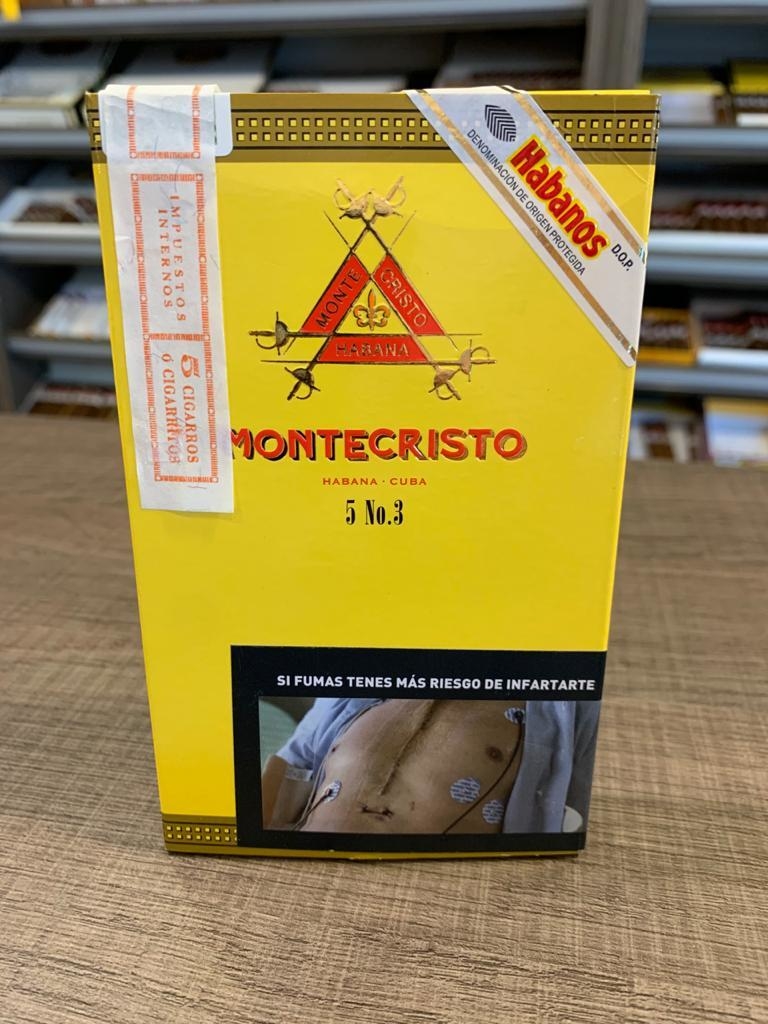 IMPUESTOS
INTERNOS
5 CIGARROS
ó CIGARRITOS
Habanos
DENOMINACIÓN DE ORIGEN PROTEGIDA
D.O.P.
MONTE
CRISTO
HABANA
MONTECRISTO
HABANA · CUBA
5 No.3
SI FUMAS TENES MÁS RIESGO DE INFARTARTE